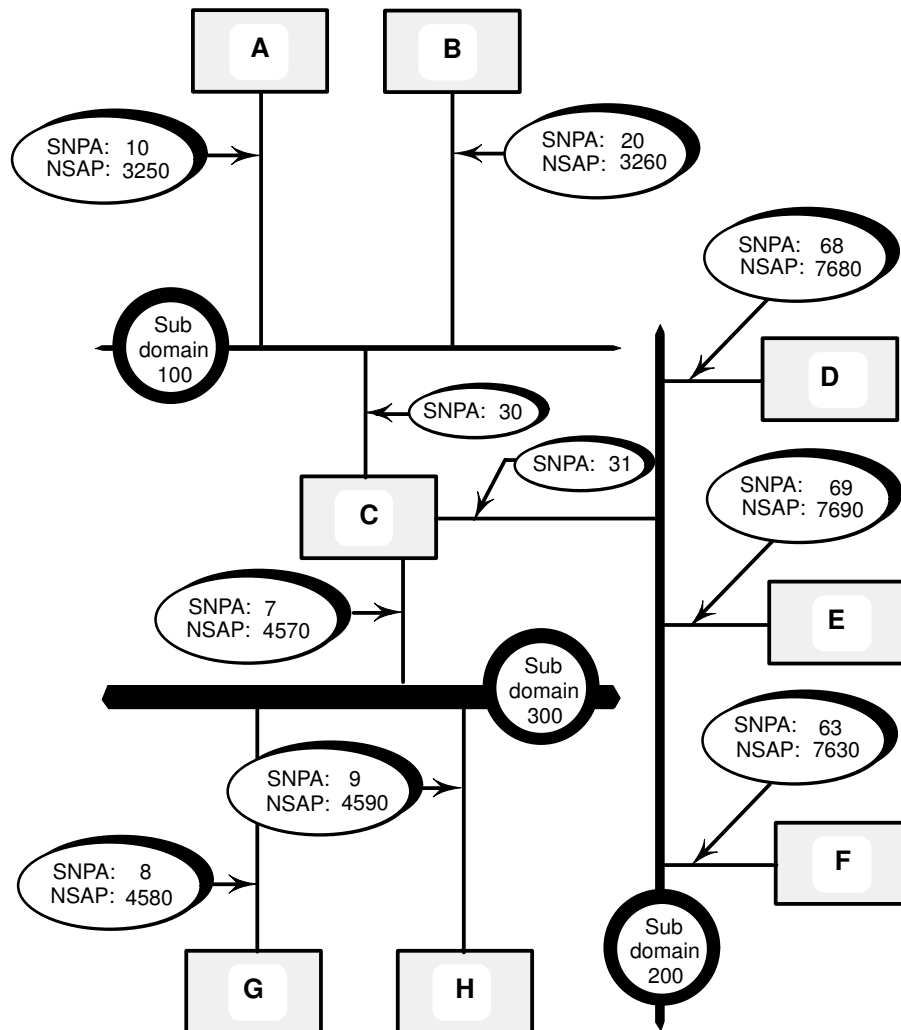 A
B
SNPA: 10
NSAP: 3250
SNPA: 20
NSAP: 3260
SNPA: 68
NSAP: 7680
Sub
domain
100
D
SNPA: 30
SNPA: 31
C
SNPA: 69
NSAP: 7690
SNPA: 7
NSAP: 4570
E
Sub
domain
300
SNPA: 63
NSAP: 7630
SNPA: 9
NSAP: 4590
F
SNPA: 8
NSAP: 4580
Sub
domain
200
G
H